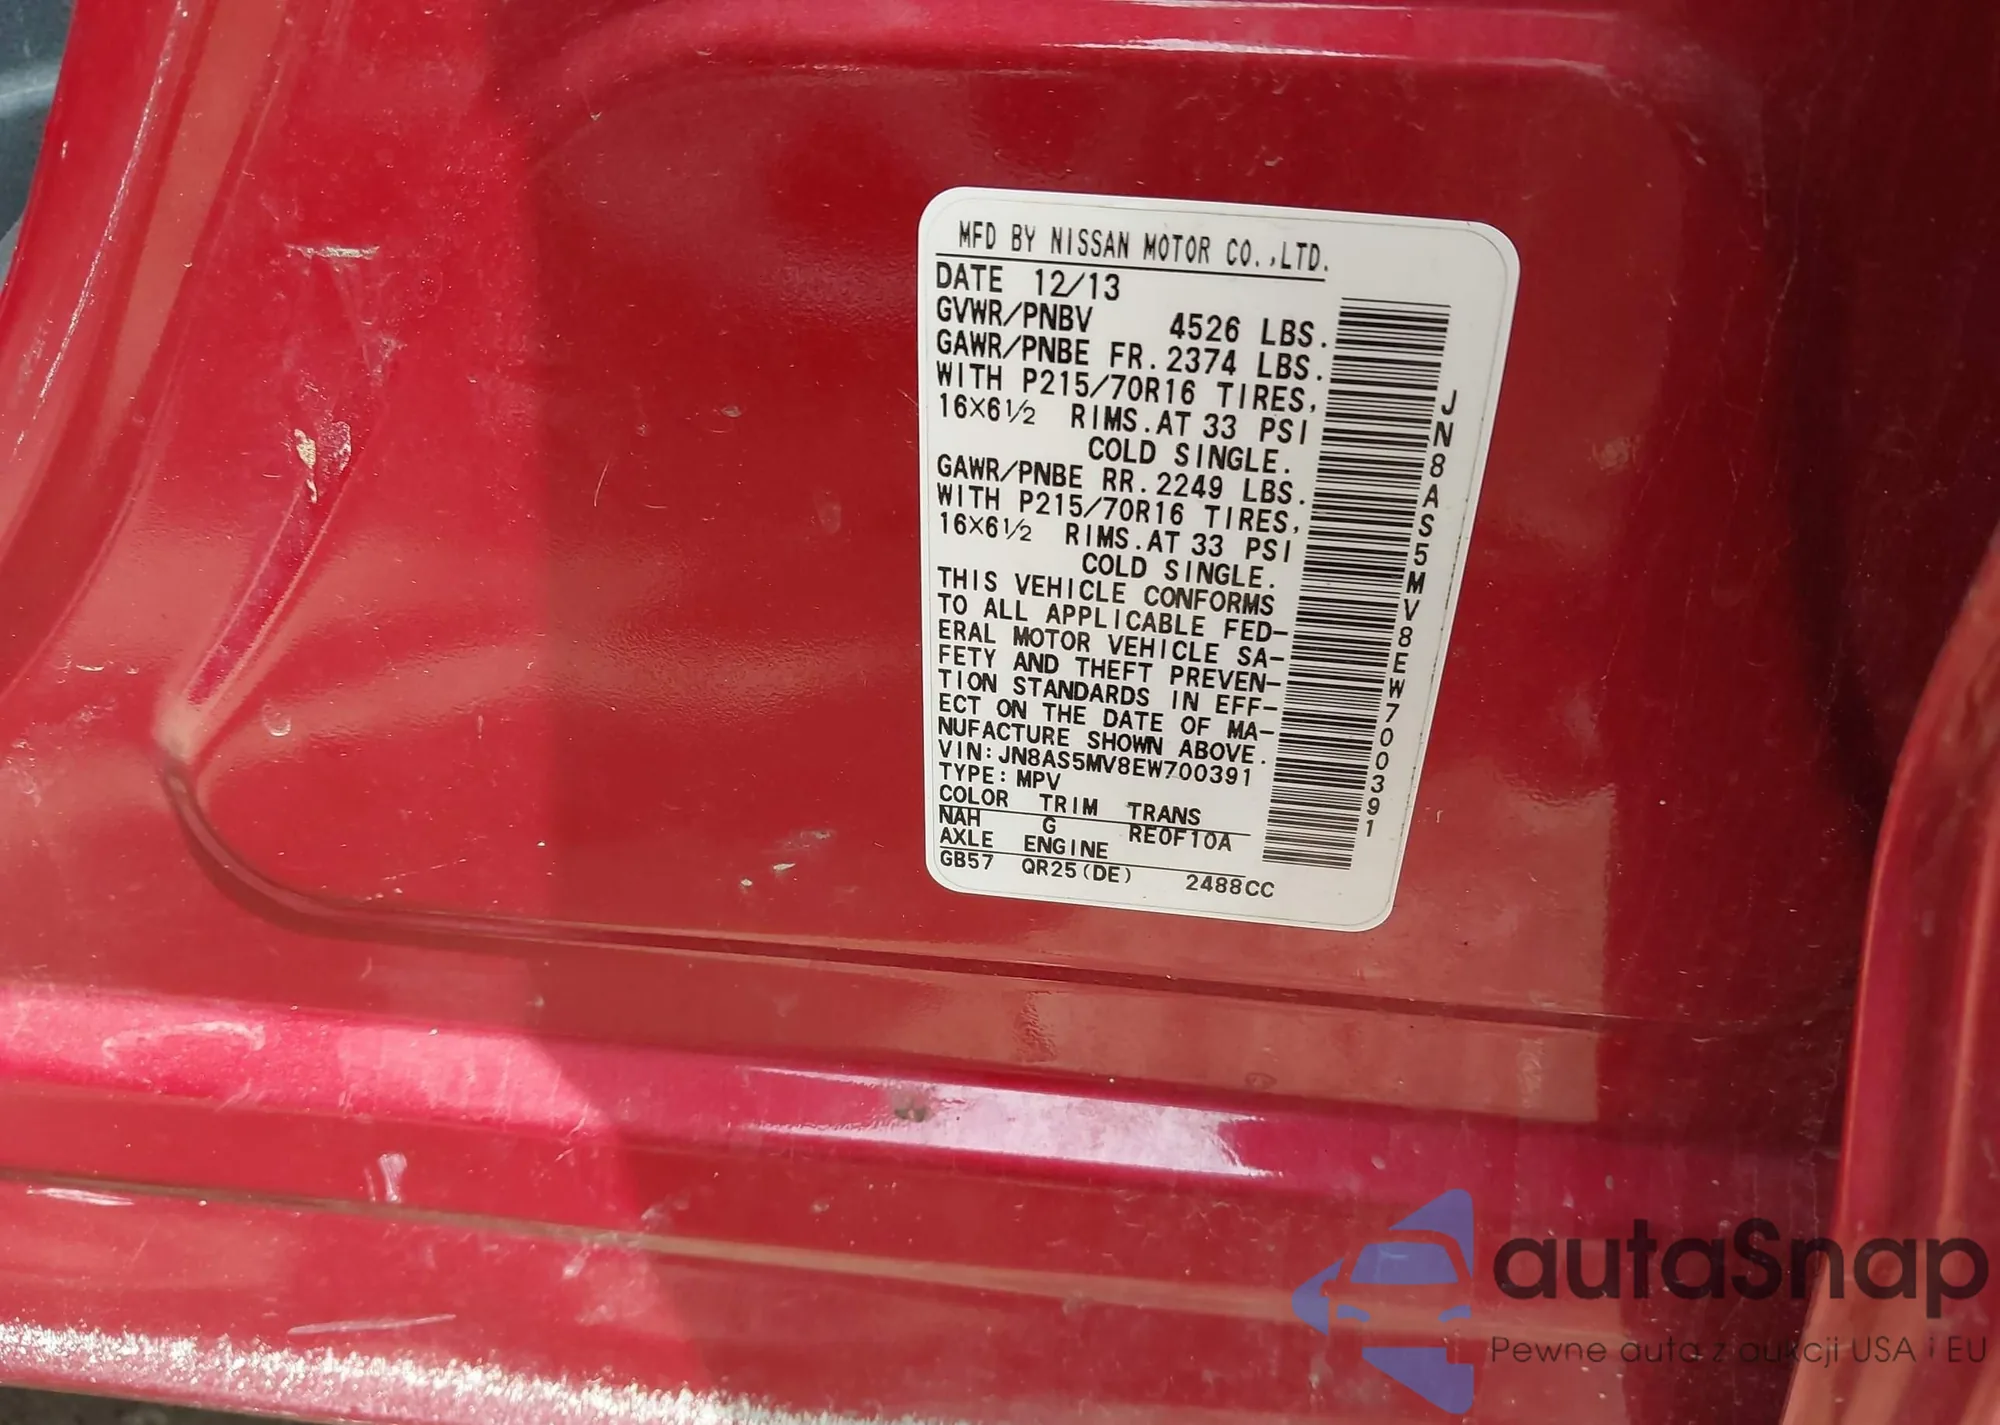 MFD BY NISSAN MOTOR CO.,LTD.
DATE 12/13
GVWR/PNBV 4526 LBS.
GAWR/PNBE FR. 2374 LBS.
WITH P215/70R16 TIRES,
16X6½ RIMS.AT 33 PSI
COLD SINGLE.
GAWR/PNBE RR. 2249 LBS.
WITH P215/70R16 TIRES,
16X6½ RIMS.AT 33 PSI
COLD SINGLE.
THIS VEHICLE CONFORMS
TO ALL APPLICABLE FED-
ERAL MOTOR VEHICLE SA-
FETY AND THEFT PREVEN-
TION STANDARDS IN EFF-
ECT ON THE DATE OF MA-
NUFACTURE SHOWN ABOVE.
VIN:JN8AS5MV8EW700391
TYPE:MPV
COLOR TRIM TRANS
NAH G RE0F10A
AXLE ENGINE
GB57 QR25(DE) 2488CC
JN8AS5MV8EW700391
autaSnap
Pewne auta z aukcji USA i EU